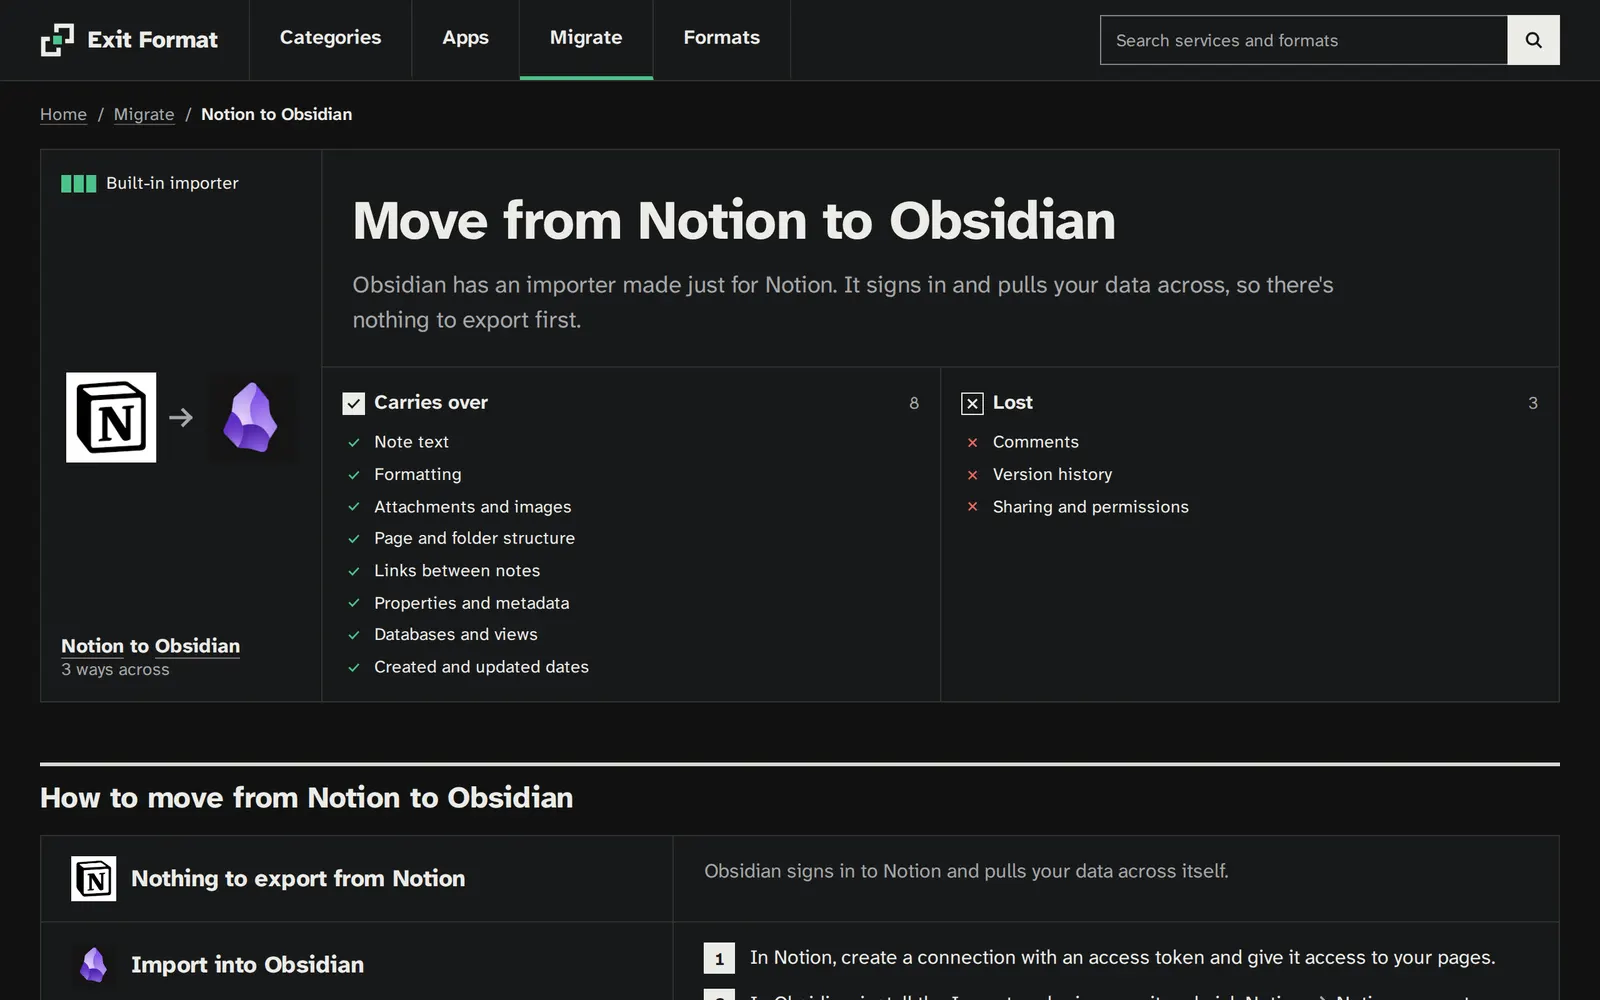 Exit Format
Categories
Apps
Migrate
Formats
Search services and formats
Home / Migrate / Notion to Obsidian
Built-in importer
N
Notion to Obsidian
3 ways across
Move from Notion to Obsidian
Obsidian has an importer made just for Notion. It signs in and pulls your data across, so there's
nothing to export first.
Carries over 8
Note text
Formatting
Attachments and images
Page and folder structure
Links between notes
Properties and metadata
Databases and views
Created and updated dates
Lost 3
Comments
Version history
Sharing and permissions
How to move from Notion to Obsidian
N
Nothing to export from Notion
Obsidian signs in to Notion and pulls your data across itself.
Import into Obsidian
1 In Notion, create a connection with an access token and give it access to your pages.